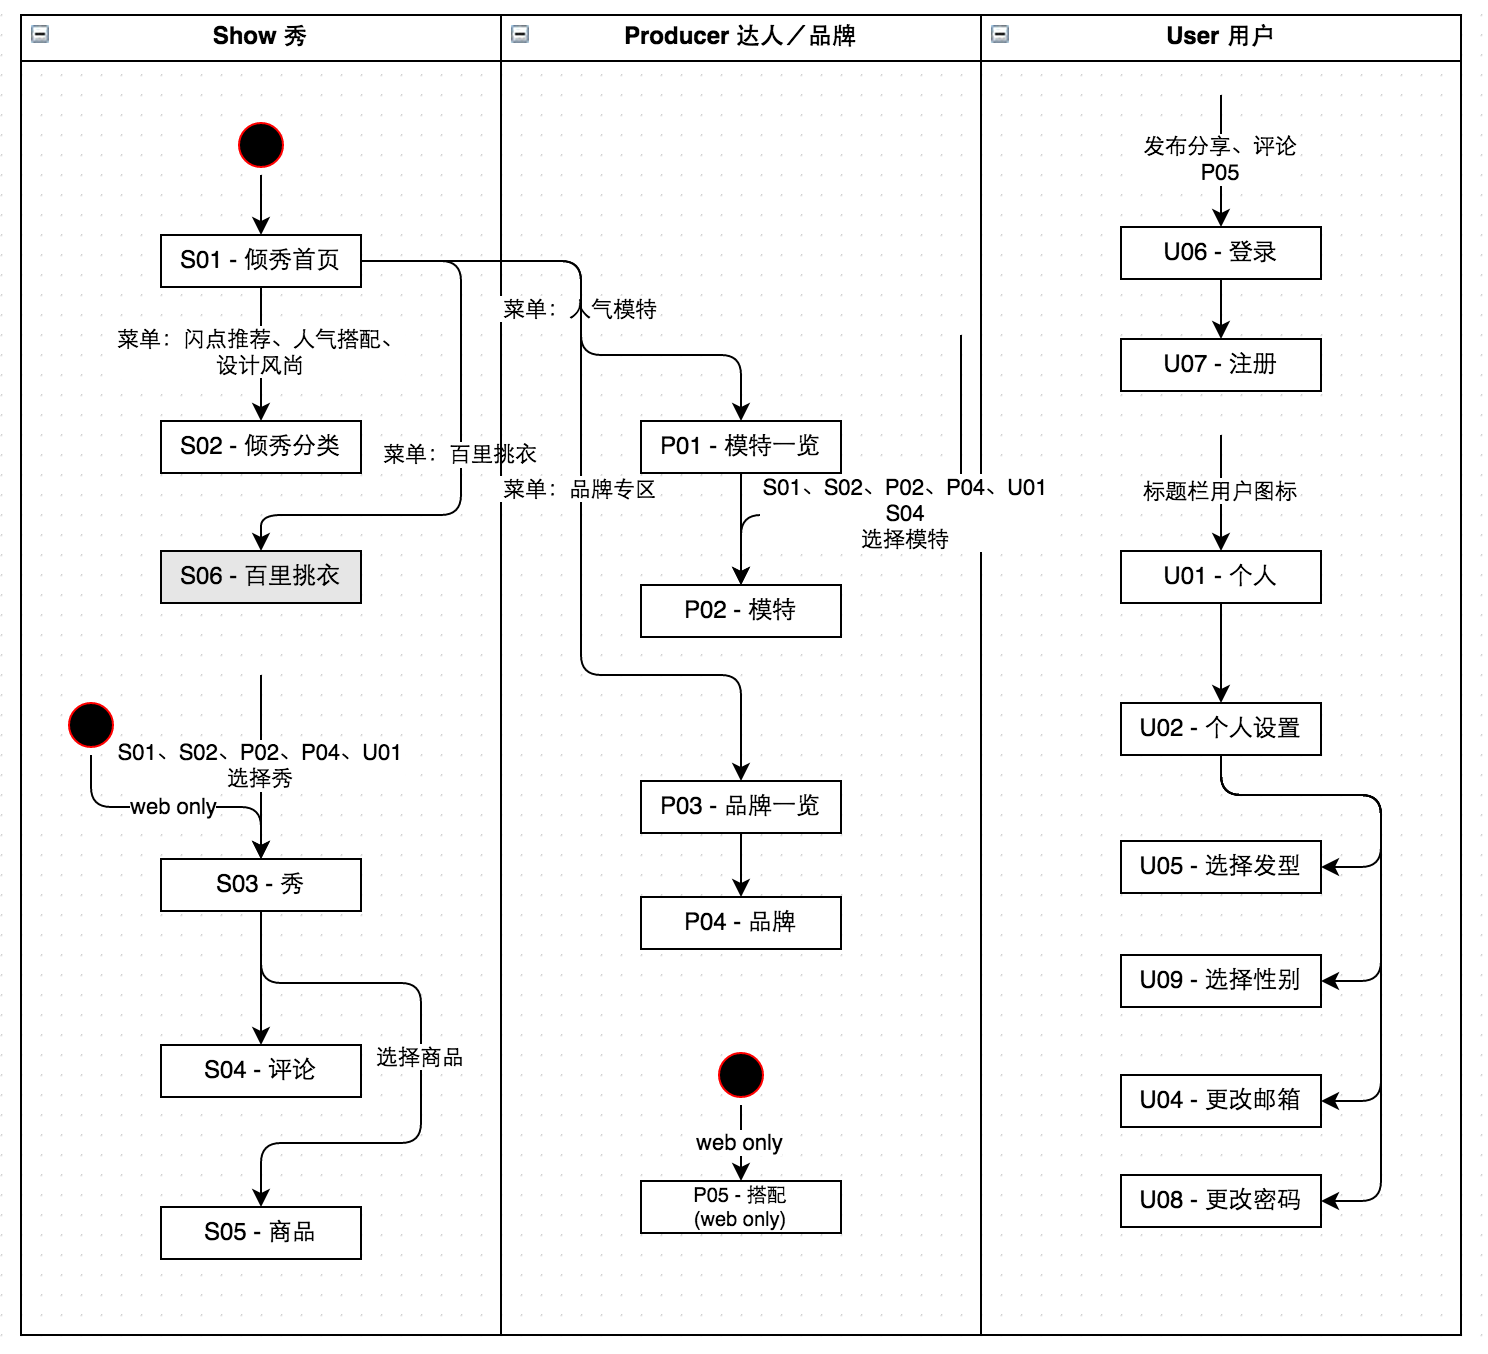 Show 秀
Producer 达人／品牌
User 用户
S01 - 倾秀首页
菜单：闪点推荐、人气搭配、
设计风尚
S02 - 倾秀分类
菜单：百里挑衣
S06 - 百里挑衣
S01、S02、P02、P04、U01
选择秀
web only
S03 - 秀
S04 - 评论
选择商品
S05 - 商品
菜单：人气模特
P01 - 模特一览
菜单：品牌专区
S01、S02、P02、P04、U01
S04
选择模特
P02 - 模特
P03 - 品牌一览
P04 - 品牌
web only
P05 - 搭配
(web only)
发布分享、评论
P05
U06 - 登录
U07 - 注册
标题栏用户图标
U01 - 个人
U02 - 个人设置
U05 - 选择发型
U09 - 选择性别
U04 - 更改邮箱
U08 - 更改密码